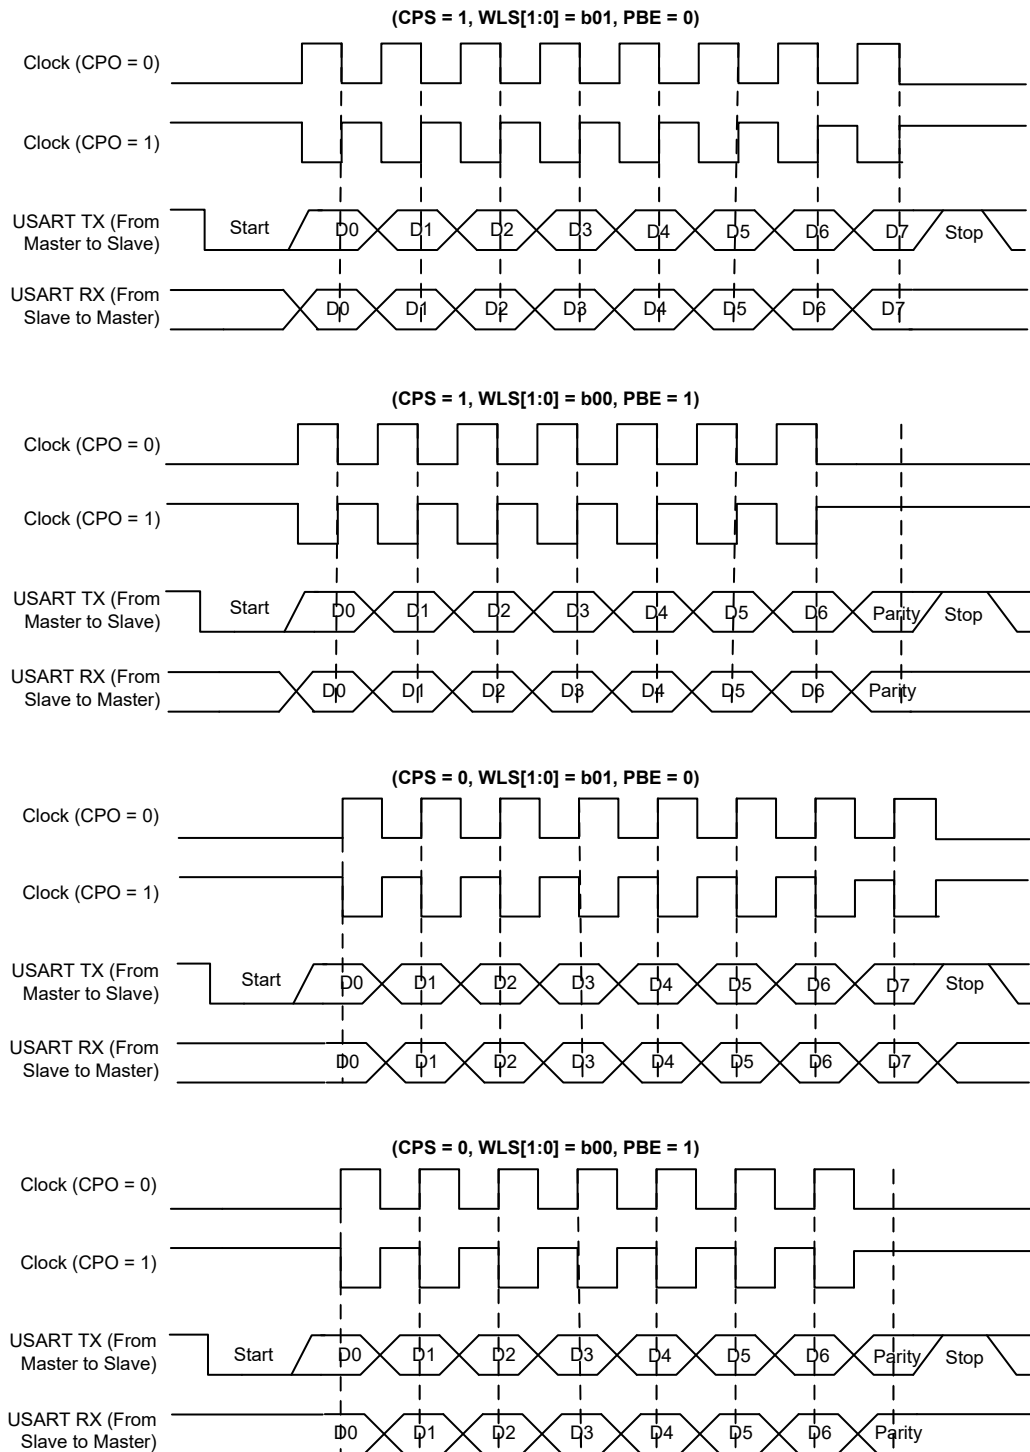 (CPS = 1, WLS[1:0] = b01, PBE = 0)
Clock (CPO = 0)
Clock (CPO = 1)
USART TX (From
Master to Slave)
Start D0 D1 D2 D3 D4 D5 D6 D7 Stop
USART RX (From
Slave to Master)
D0 D1 D2 D3 D4 D5 D6 D7
(CPS = 1, WLS[1:0] = b00, PBE = 1)
Clock (CPO = 0)
Clock (CPO = 1)
USART TX (From
Master to Slave)
Start D0 D1 D2 D3 D4 D5 D6 Parity Stop
USART RX (From
Slave to Master)
D0 D1 D2 D3 D4 D5 D6 Parity
(CPS = 0, WLS[1:0] = b01, PBE = 0)
Clock (CPO = 0)
Clock (CPO = 1)
USART TX (From
Master to Slave)
Start D0 D1 D2 D3 D4 D5 D6 D7 Stop
USART RX (From
Slave to Master)
D0 D1 D2 D3 D4 D5 D6 D7
(CPS = 0, WLS[1:0] = b00, PBE = 1)
Clock (CPO = 0)
Clock (CPO = 1)
USART TX (From
Master to Slave)
Start D0 D1 D2 D3 D4 D5 D6 Parity Stop
USART RX (From
Slave to Master)
D0 D1 D2 D3 D4 D5 D6 Parity